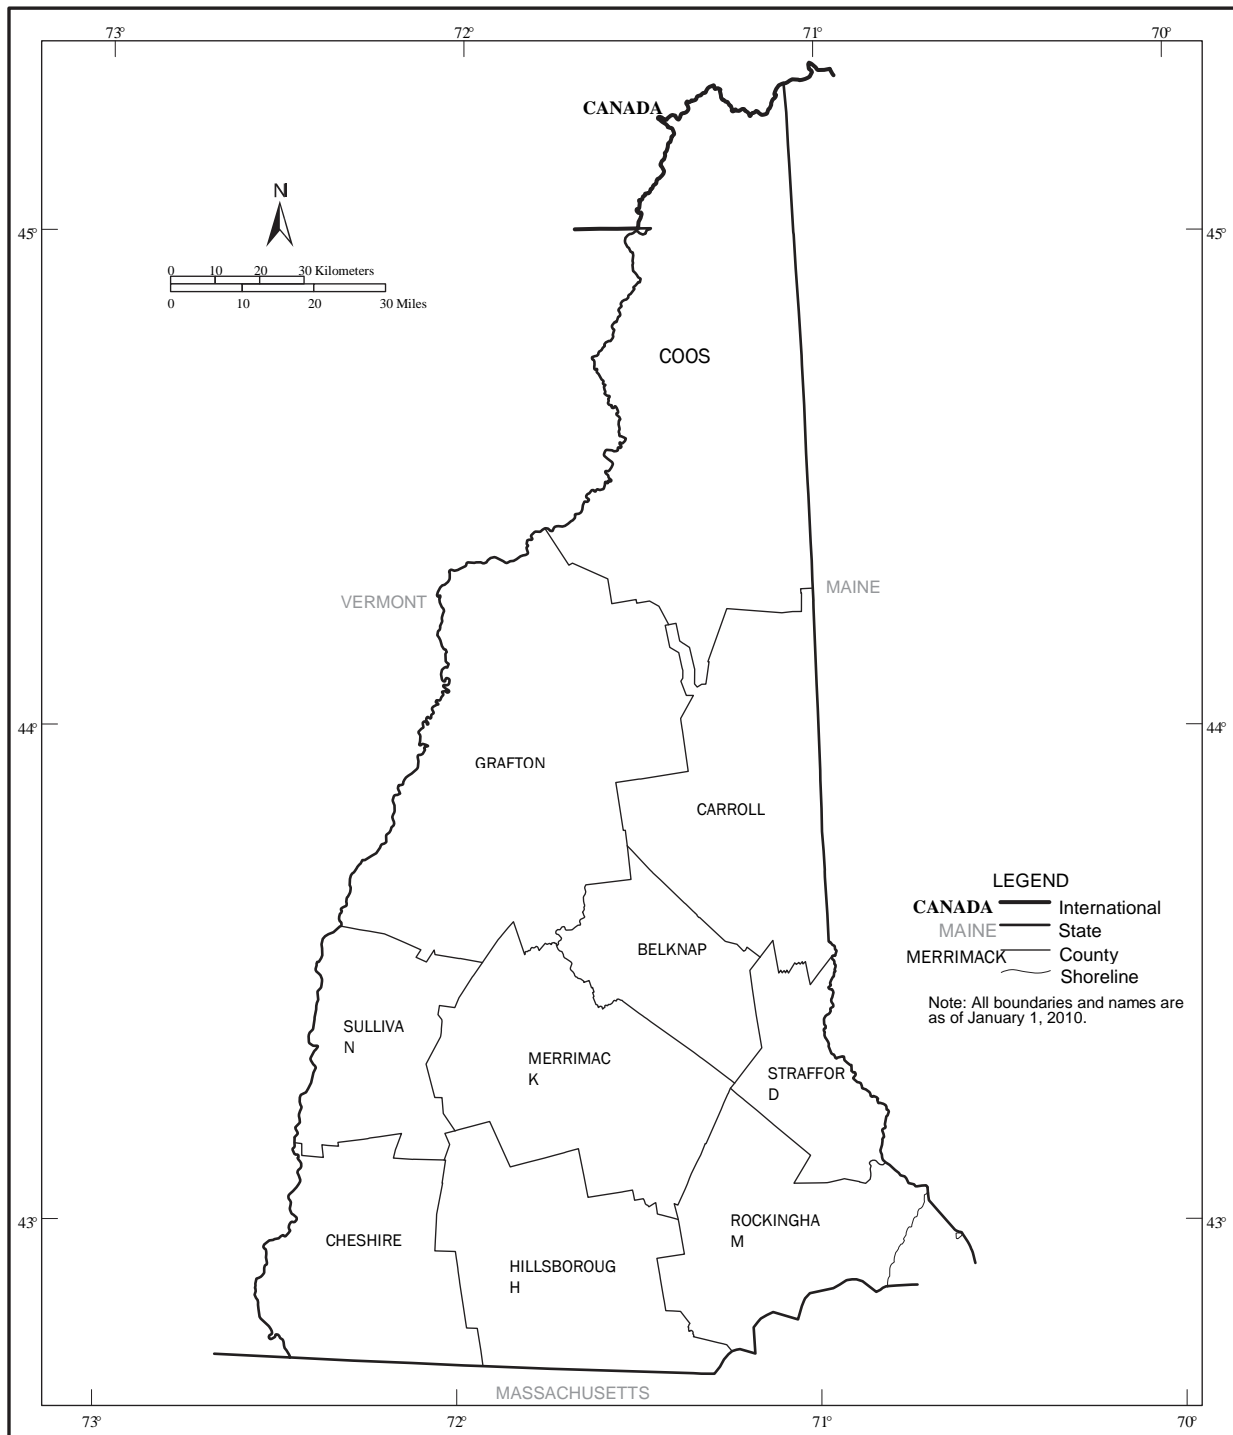 73° 72° 71° 70°
CANADA
N
45° 45°
0 10 20 30 Kilometers
0 10 20 30 Miles
COOS
VERMONT
MAINE
44° 44°
GRAFTON
CARROLL
LEGEND
CANADA International
MAINE State
MERRIMACK County
Shoreline
Note: All boundaries and names are
as of January 1, 2010.
BELKNAP
SULLIVA
N
MERRIMAC
K
STRAFFOR
D
43° 43°
ROCKINGHA
M
CHESHIRE
HILLSBOROUG
H
MASSACHUSETTS
73° 72° 71° 70°